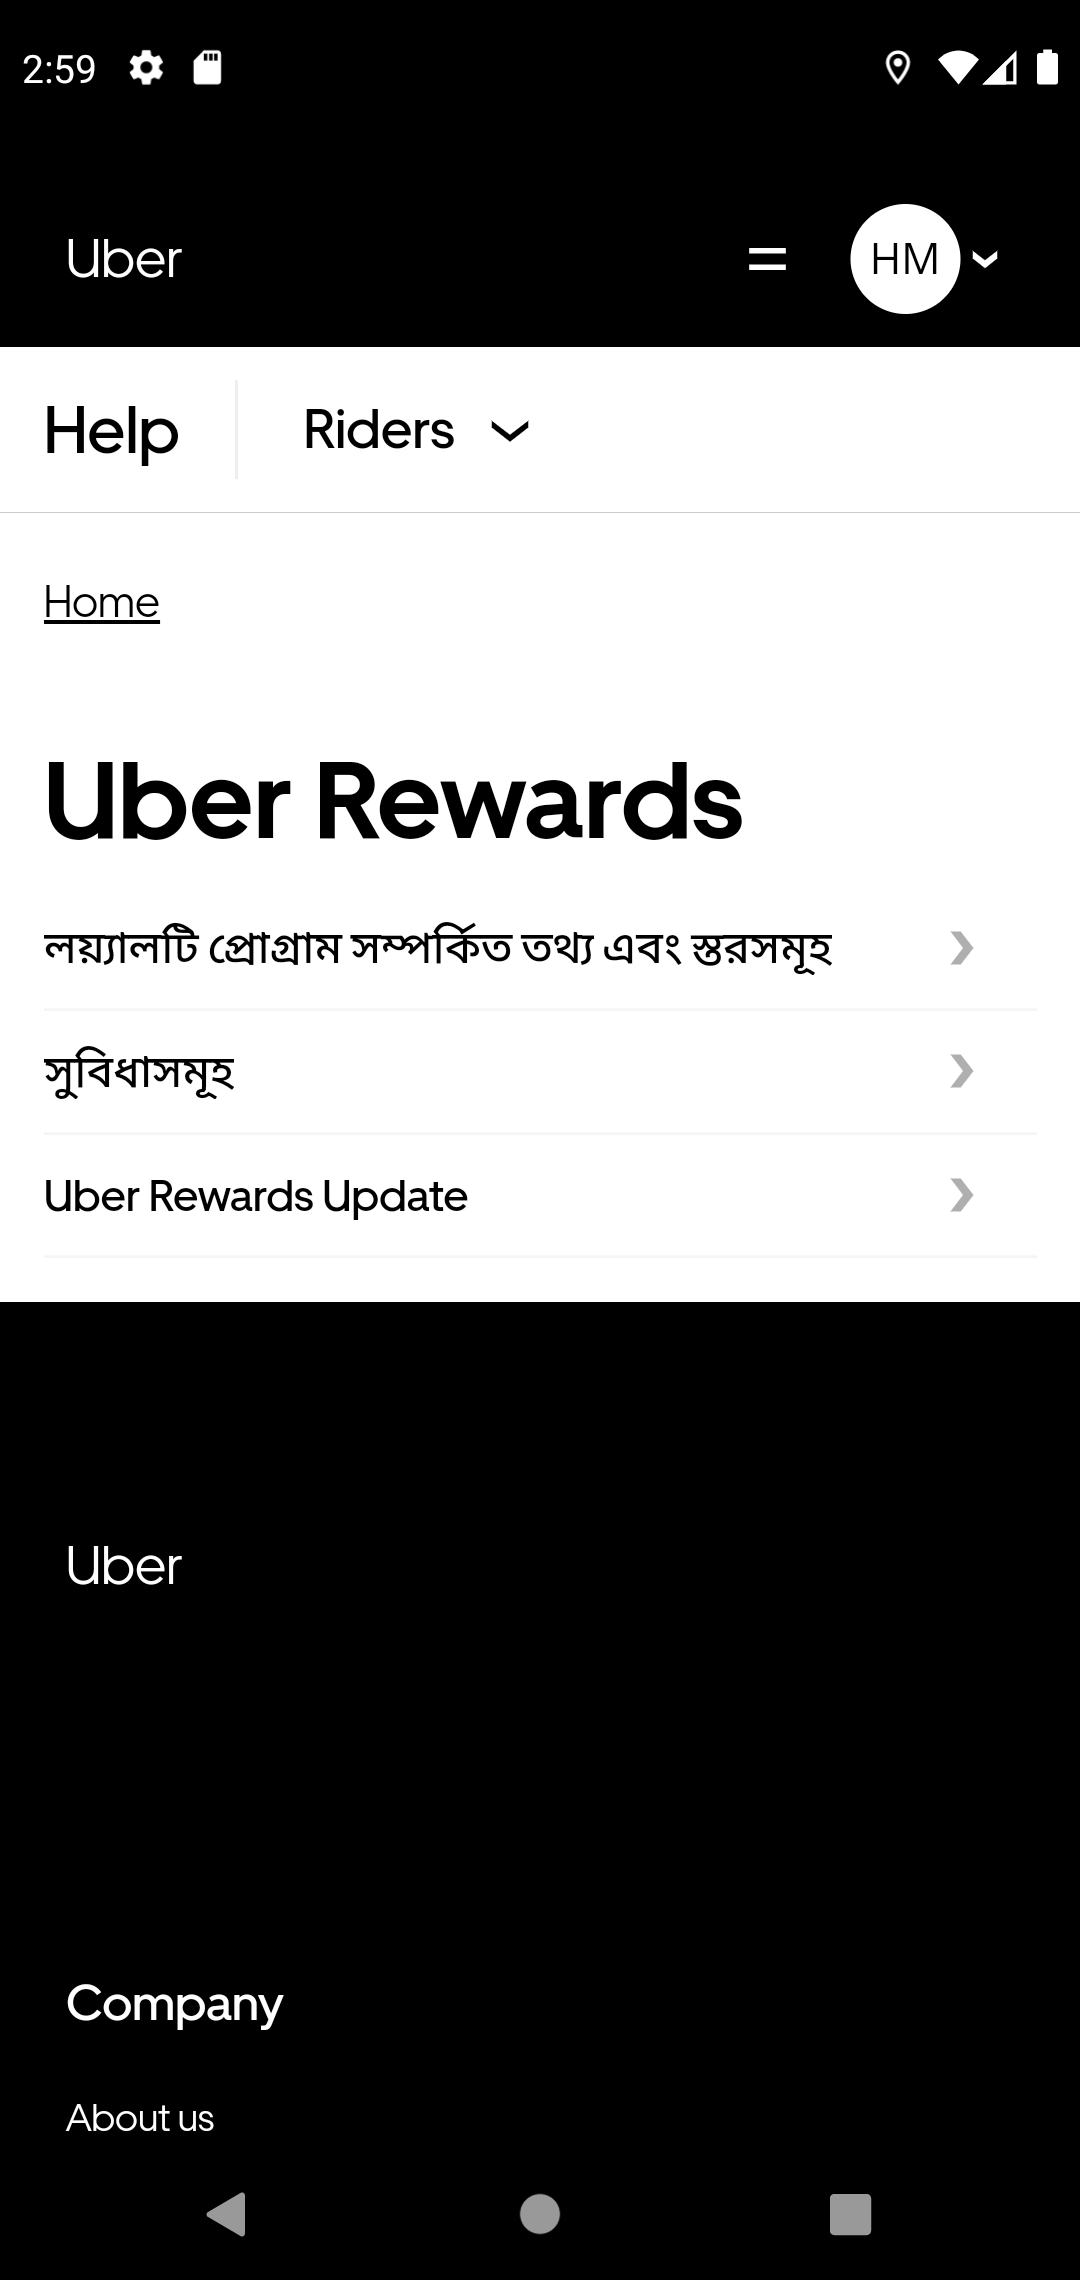 2:59
Uber
HM
Help
Riders
Home
Uber Rewards
লয়্যালটি প্রোগ্রাম সম্পর্কিত তথ্য এবং স্তরসমূহ
সুবিধাসমূহ
Uber Rewards Update
Uber
Company
About us